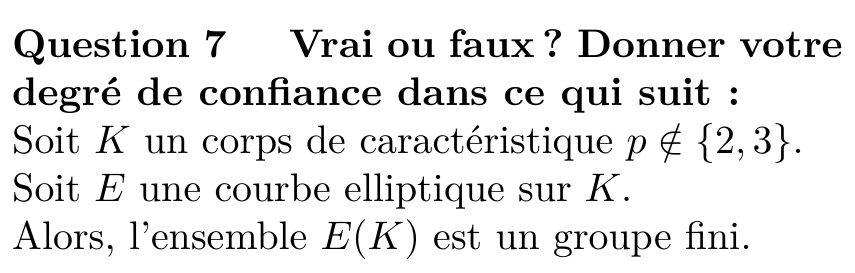 Question 7 Vrai ou faux ? Donner votre
degré de confiance dans ce qui suit :
Soit K un corps de caractéristique p ∉ {2, 3}.
Soit E une courbe elliptique sur K.
Alors, l'ensemble E(K) est un groupe fini.